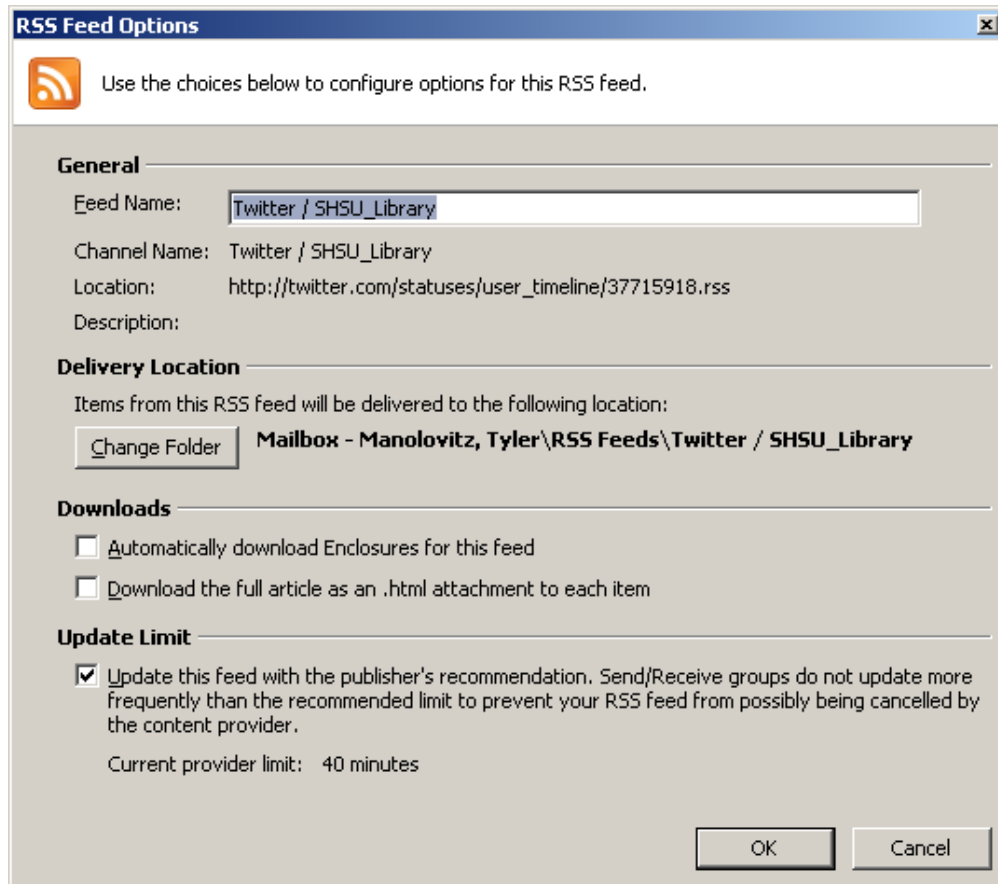 RSS Feed Options
Use the choices below to configure options for this RSS feed.
General
Feed Name: Twitter / SHSU_Library
Channel Name: Twitter / SHSU_Library
Location: http://twitter.com/statuses/user_timeline/37715918.rss
Description:
Delivery Location
Items from this RSS feed will be delivered to the following location:
Change Folder Mailbox - Manolovitz, Tyler\RSS Feeds\Twitter / SHSU_Library
Downloads
Automatically download Enclosures for this feed
Download the full article as an .html attachment to each item
Update Limit
Update this feed with the publisher's recommendation. Send/Receive groups do not update more
frequently than the recommended limit to prevent your RSS feed from possibly being cancelled by
the content provider.
Current provider limit: 40 minutes
OK Cancel